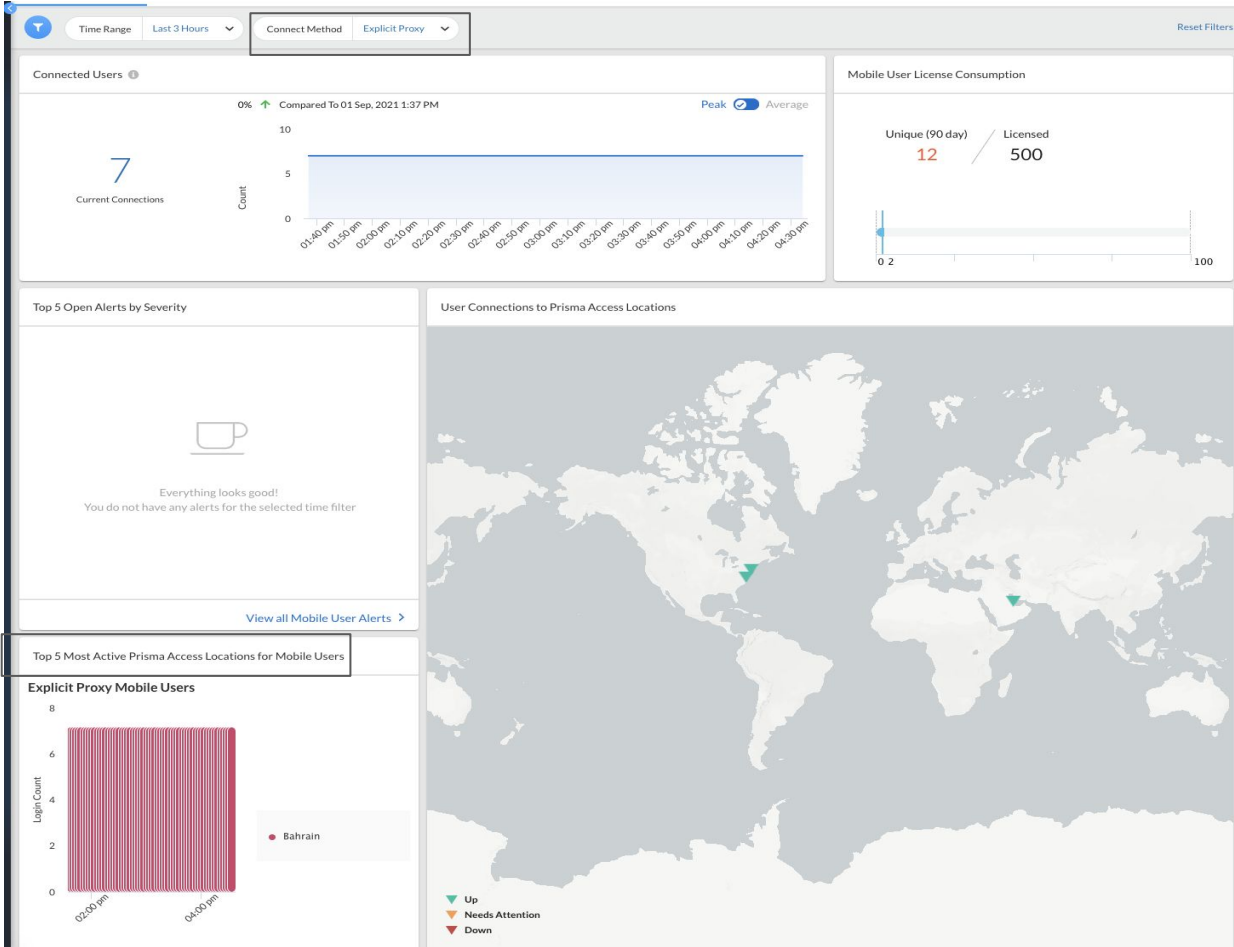 Time Range Last 3 Hours Connect Method Explicit Proxy Reset Filters
Connected Users
0% Compared To 01 Sep, 2021 1:37 PM Peak Average
7
Current Connections
Count
10
5
0
01:40 pm 01:50 pm 02:00 pm 02:10 pm 02:20 pm 02:30 pm 02:40 pm 02:50 pm 03:00 pm 03:10 pm 03:20 pm 03:30 pm 03:40 pm 03:50 pm 04:00 pm 04:10 pm 04:20 pm 04:30 pm
Mobile User License Consumption
Unique (90 day) / Licensed
12 500
0 2 100
Top 5 Open Alerts by Severity
Everything looks good!
You do not have any alerts for the selected time filter
View all Mobile User Alerts
User Connections to Prisma Access Locations
Up
Needs Attention
Down
Top 5 Most Active Prisma Access Locations for Mobile Users
Explicit Proxy Mobile Users
Login Count
8
6
4
2
0
02:00 pm 04:00 pm
Bahrain